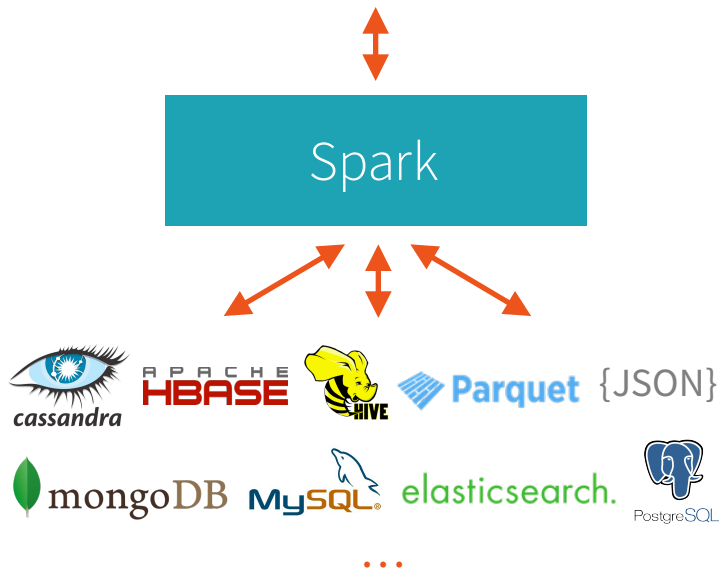 Spark
cassandra
APACHE
HBASE
HIVE
Parquet
{JSON}
mongoDB
MySQL®
elasticsearch.
PostgreSQL
...